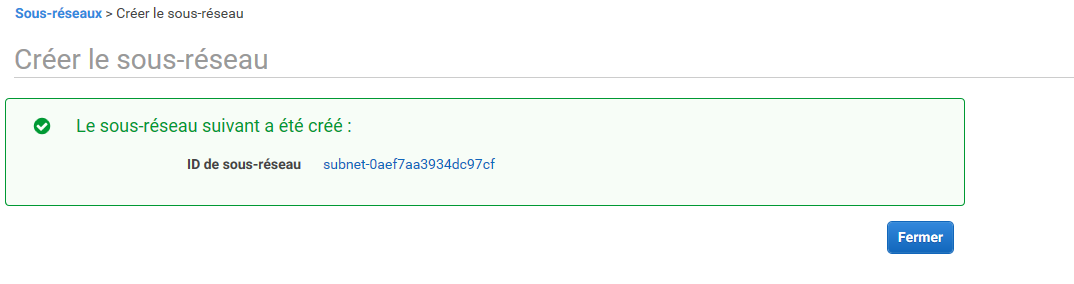 Sous-réseaux > Créer le sous-réseau
Créer le sous-réseau
Le sous-réseau suivant a été créé :
ID de sous-réseau subnet-0aef7aa3934dc97cf
Fermer